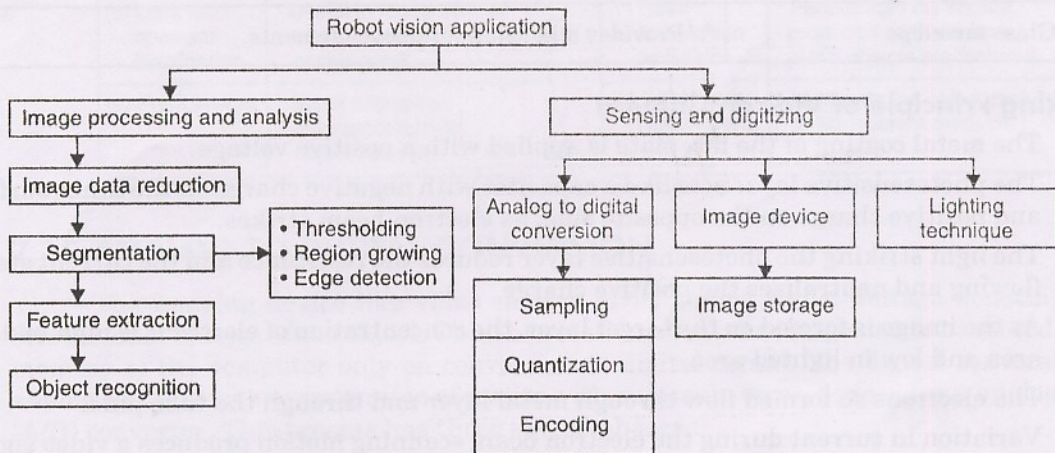 Robot vision application
Image processing and analysis
Sensing and digitizing
Image data reduction
Segmentation
• Thresholding
• Region growing
• Edge detection
Feature extraction
Object recognition
Analog to digital
conversion
Image device
Lighting
technique
Sampling
Image storage
Quantization
Encoding